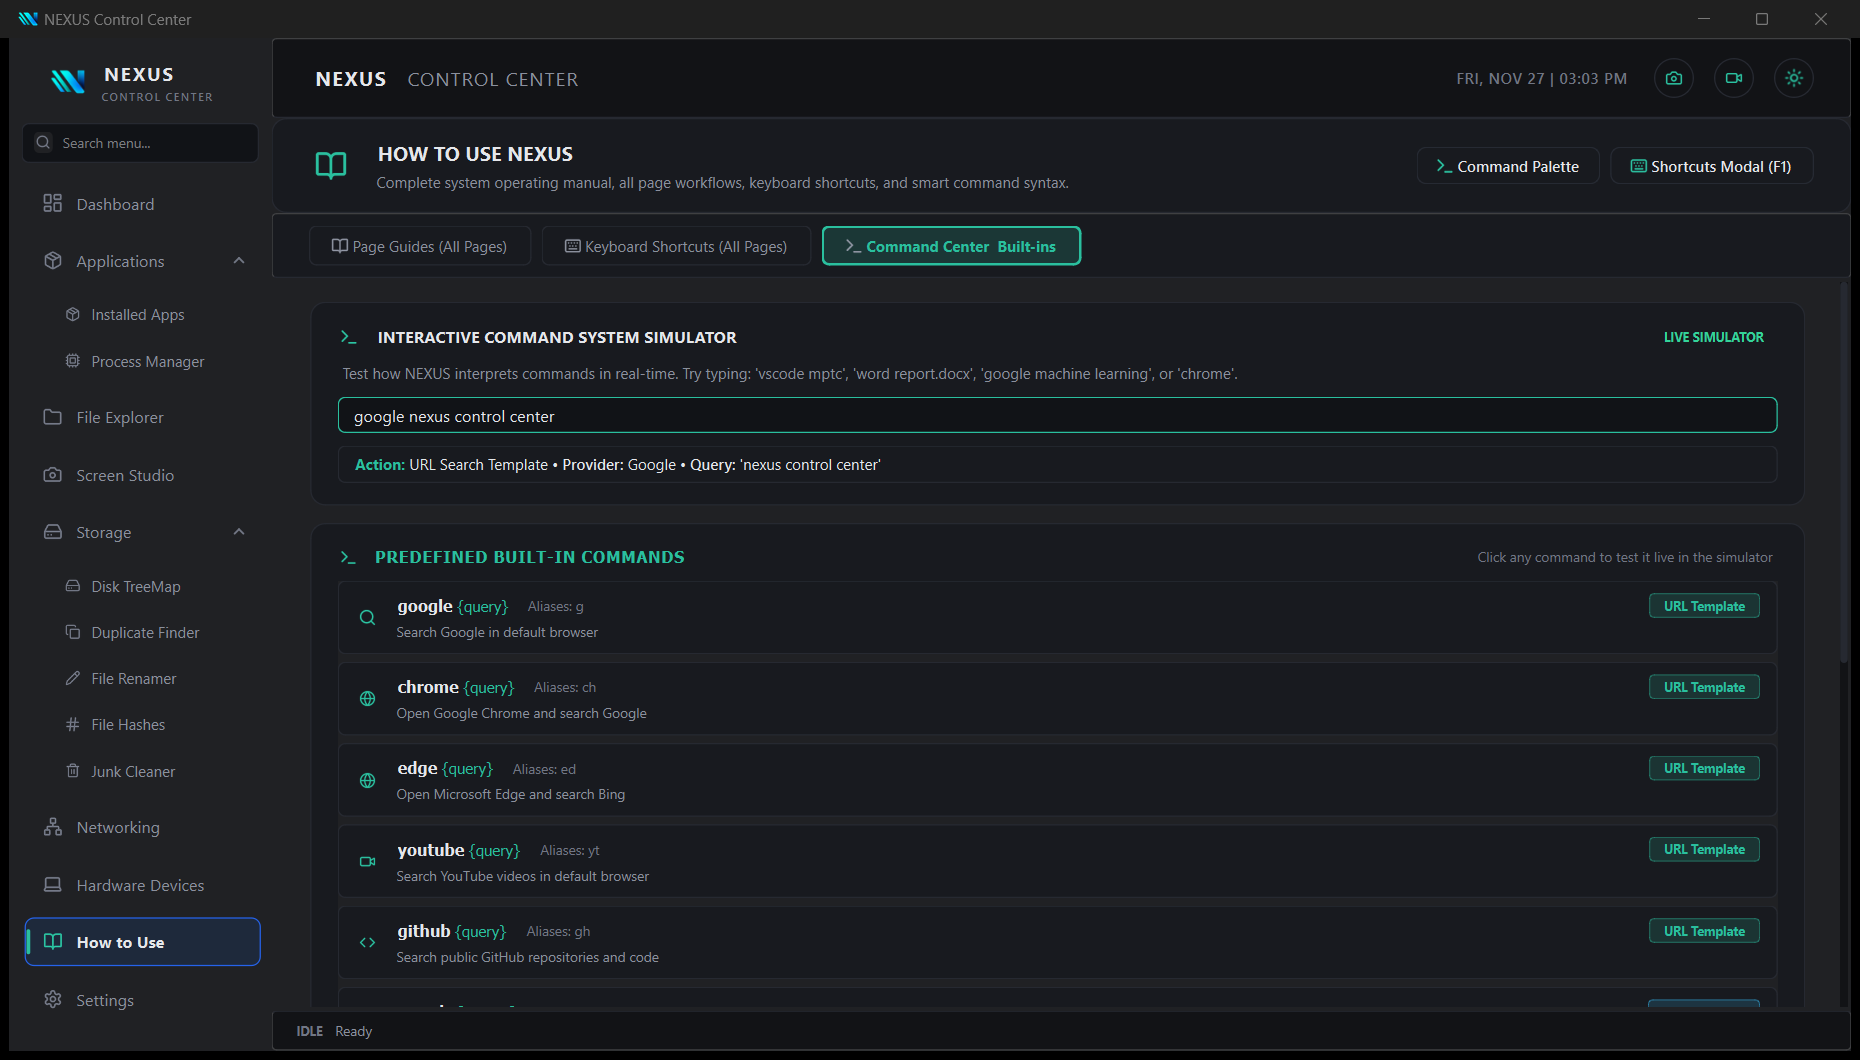 NEXUS Control Center
NEXUS
CONTROL CENTER
Search menu...
Dashboard
Applications
Installed Apps
Process Manager
File Explorer
Screen Studio
Storage
Disk TreeMap
Duplicate Finder
File Renamer
File Hashes
Junk Cleaner
Networking
Hardware Devices
How to Use
Settings
NEXUS CONTROL CENTER
FRI, NOV 27 | 03:03 PM
HOW TO USE NEXUS
Complete system operating manual, all page workflows, keyboard shortcuts, and smart command syntax.
Command Palette
Shortcuts Modal (F1)
Page Guides (All Pages)
Keyboard Shortcuts (All Pages)
Command Center Built-ins
INTERACTIVE COMMAND SYSTEM SIMULATOR
LIVE SIMULATOR
Test how NEXUS interprets commands in real-time. Try typing: 'vscode mptc', 'word report.docx', 'google machine learning', or 'chrome'.
google nexus control center
Action: URL Search Template • Provider: Google • Query: 'nexus control center'
PREDEFINED BUILT-IN COMMANDS
Click any command to test it live in the simulator
google {query} Aliases: g
URL Template
Search Google in default browser
chrome {query} Aliases: ch
URL Template
Open Google Chrome and search Google
edge {query} Aliases: ed
URL Template
Open Microsoft Edge and search Bing
youtube {query} Aliases: yt
URL Template
Search YouTube videos in default browser
github {query} Aliases: gh
URL Template
Search public GitHub repositories and code
IDLE Ready